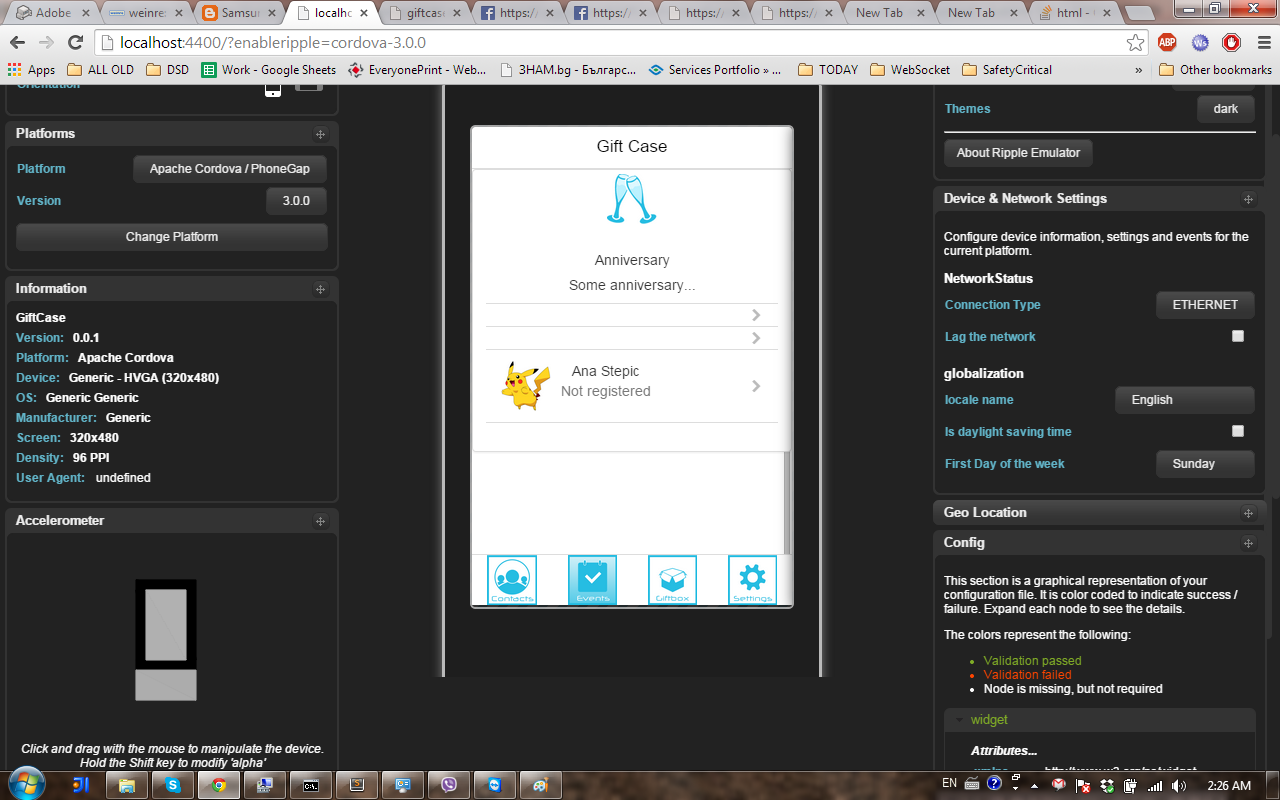 Adobe
weinre
Samsu
localho
giftcase
https://
https://
https://
https://
New Tab
New Tab
html -
localhost:4400/?enableripple=cordova-3.0.0
Apps
ALL OLD
DSD
Work - Google Sheets
EveryonePrint - Web...
ЗНАМ.bg - Българс...
Services Portfolio » ...
TODAY
WebSocket
SafetyCritical
»
Other bookmarks
Orientation
Platforms
Platform
Apache Cordova / PhoneGap
Version
3.0.0
Change Platform
Information
GiftCase
Version: 0.0.1
Platform: Apache Cordova
Device: Generic - HVGA (320x480)
OS: Generic Generic
Manufacturer: Generic
Screen: 320x480
Density: 96 PPI
User Agent: undefined
Accelerometer
Click and drag with the mouse to manipulate the device.
Hold the Shift key to modify 'alpha'
Gift Case
Anniversary
Some anniversary...
Ana Stepic
Not registered
Contacts
Events
Giftbox
Settings
Themes
dark
About Ripple Emulator
Device & Network Settings
Configure device information, settings and events for the
current platform.
NetworkStatus
Connection Type
ETHERNET
Lag the network
globalization
locale name
English
Is daylight saving time
First Day of the week
Sunday
Geo Location
Config
This section is a graphical representation of your
configuration file. It is color coded to indicate success /
failure. Expand each node to see the details.
The colors represent the following:
Validation passed
Validation failed
Node is missing, but not required
widget
Attributes...
EN
2:26 AM